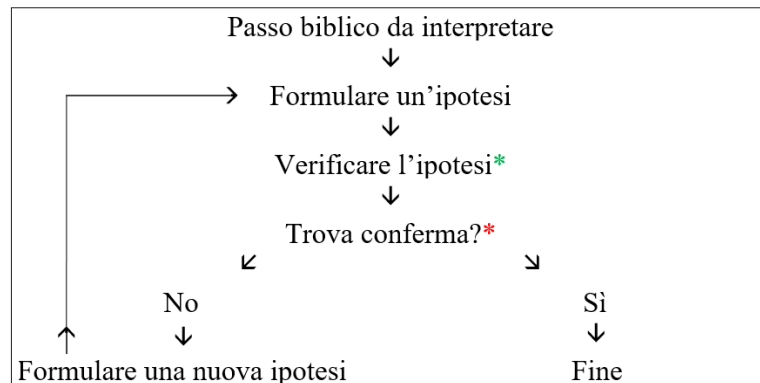 Passo biblico da interpretare
Formulare un’ipotesi
Verificare l’ipotesi*
Trova conferma?*
No
Sì
Formulare una nuova ipotesi
Fine